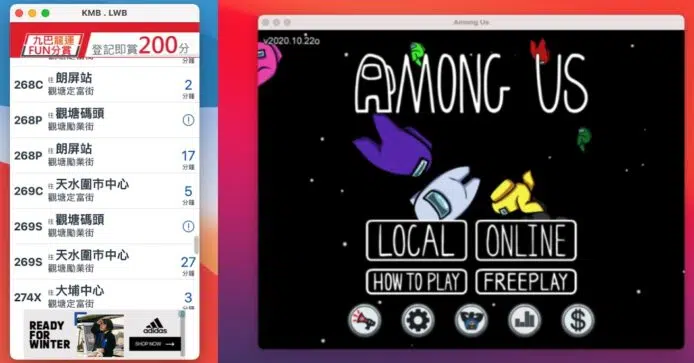 KMB . LWB
九巴龍運
FUN分賞
登記即賞200分
268C
往 朗屏站
觀塘定富街
2
分鐘
268P
往 觀塘碼頭
觀塘勵業街
268P
往 朗屏站
觀塘勵業街
17
分鐘
269C
往 天水圍市中心
觀塘定富街
5
分鐘
269S
往 觀塘碼頭
觀塘勵業街
269S
往 天水圍市中心
觀塘勵業街
27
分鐘
274X
往 大埔中心
觀塘勵業街
3
分鐘
READY
FOR
WINTER
adidas
SHOP NOW
Among Us
v2020.10.22o
AMONG US
LOCAL
ONLINE
HOW TO PLAY
FREEPLAY
$